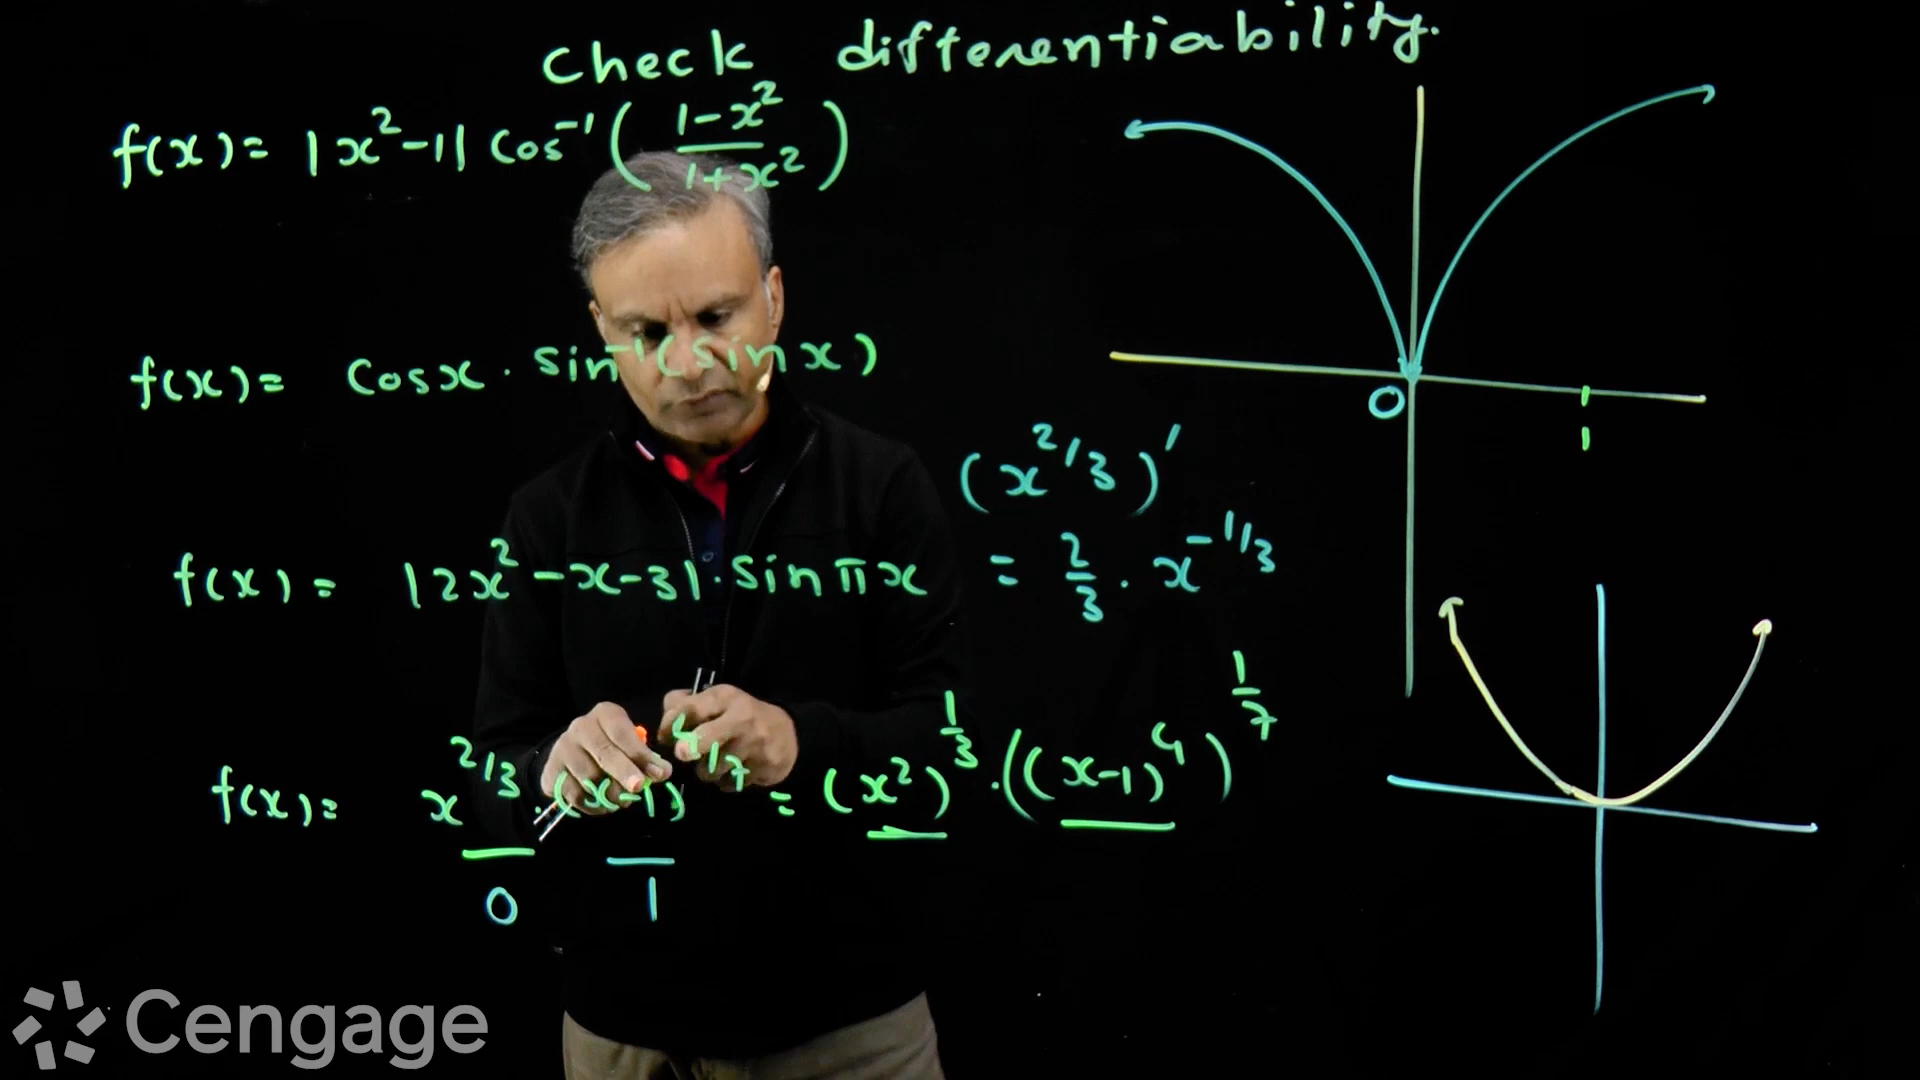 Check differentiability.
f(x) = |x²-1| cos⁻¹ ( (1-x²)/(1+x²) )
f(x) = cosx . sin⁻¹(sinx)
(x^2/3)'
f(x) = |2x²-x-3| . sin πx = 2/3 . x^-1/3
f(x) = x^2/3 . (x-1)^4/7 = (x²)^1/3 . ((x-1)^4)^1/7
0 1
0
1
Cengage